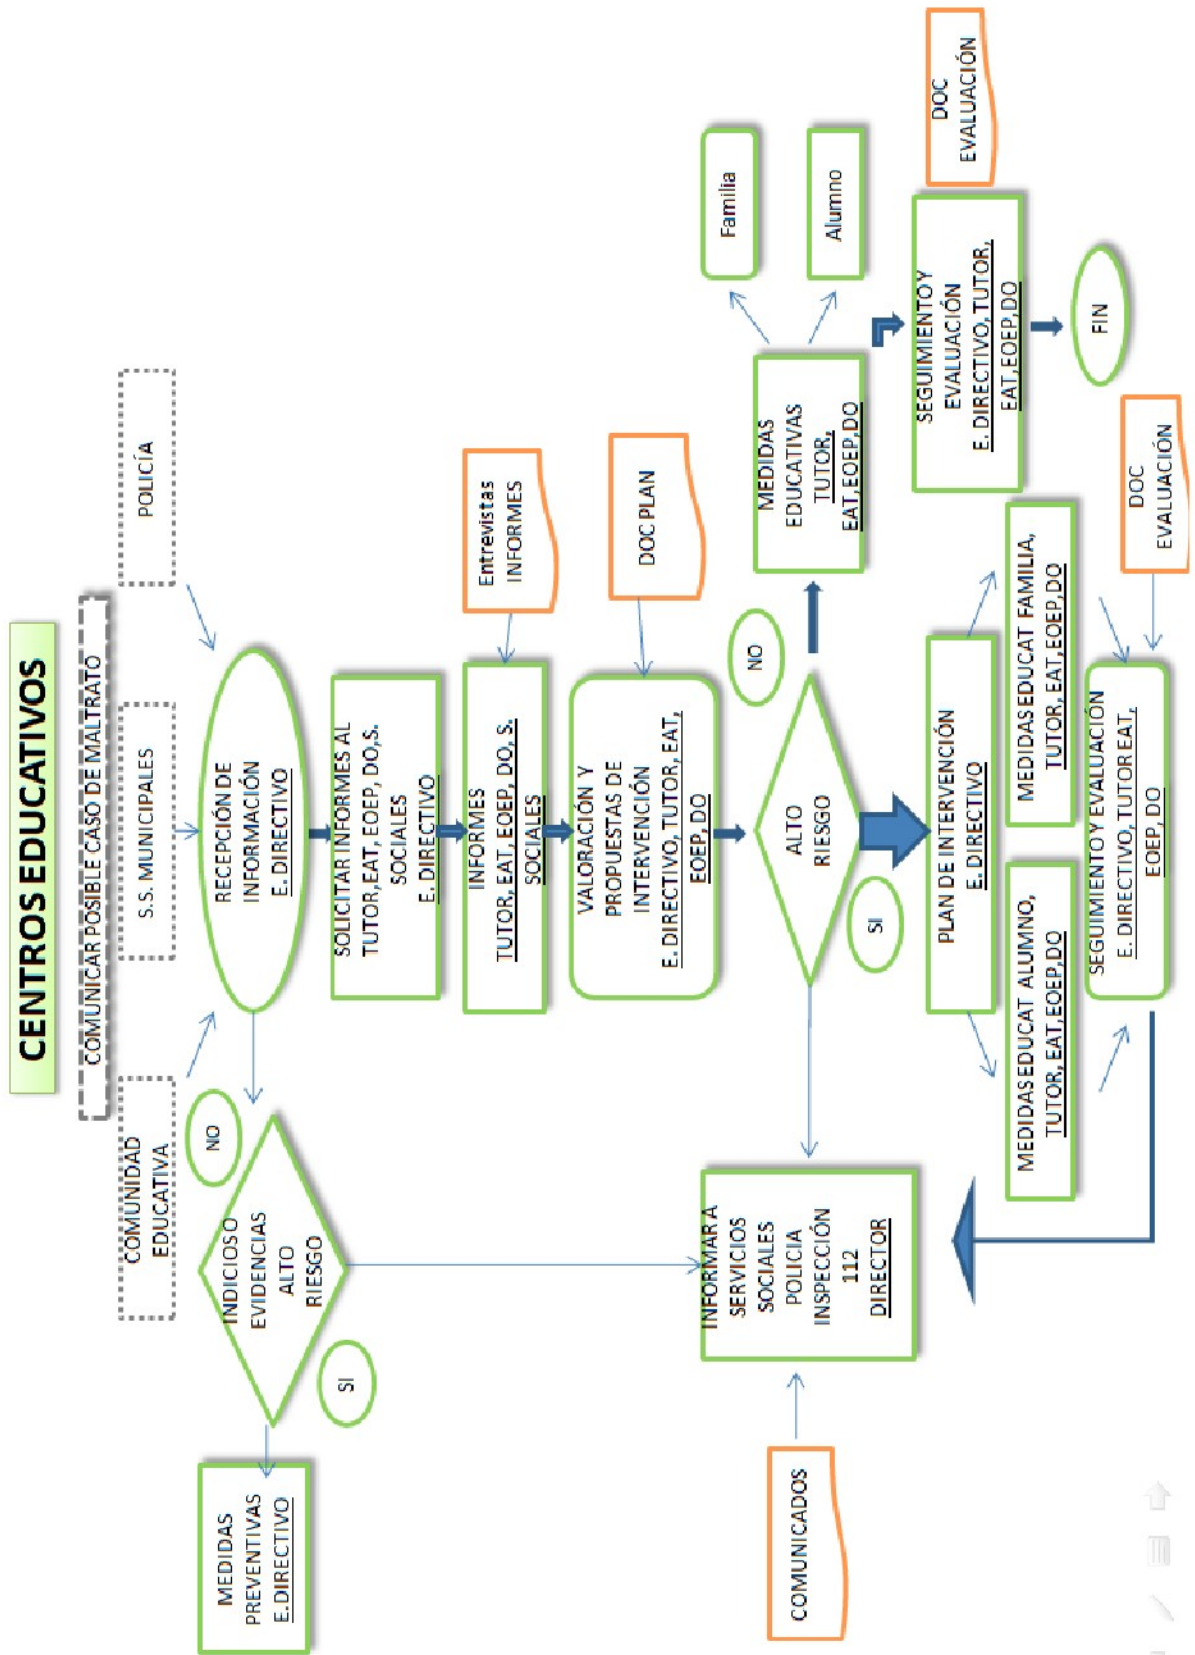 CENTROS EDUCATIVOS
COMUNICAR POSIBLE CASO DE MALTRATO
COMUNIDAD
EDUCATIVA
S.S. MUNICIPALES
POLICÍA
RECEPCIÓN DE
INFORMACIÓN
E. DIRECTIVO
NO
INDICIOS O
EVIDENCIAS
ALTO
RIESGO
SI
MEDIDAS
PREVENTIVAS
E.DIRECTIVO
SOLICITAR INFORMES AL
TUTOR,EAT, EOEP, DO,S.
SOCIALES
E. DIRECTIVO
INFORMES
TUTOR, EAT, EOEP, DO, S.
SOCIALES
Entrevistas
INFORMES
VALORACIÓN Y
PROPUESTAS DE
INTERVENCIÓN
E. DIRECTIVO, TUTOR, EAT,
EOEP, DO
DOC PLAN
ALTO
RIESGO
NO
SI
MEDIDAS
EDUCATIVAS
TUTOR,
EAT,EOEP,DO
Familia
Alumno
INFORMAR A
SERVICIOS
SOCIALES
POLICIA
INSPECCIÓN
112
DIRECTOR
COMUNICADOS
SEGUIMIENTO Y
EVALUACIÓN
E. DIRECTIVO, TUTOR,
EAT,EOEP,DO
DOC
EVALUACIÓN
FIN
PLAN DE INTERVENCIÓN
E. DIRECTIVO
MEDIDAS EDUCAT ALUMNO,
TUTOR, EAT,EOEP,DO
MEDIDAS EDUCAT FAMILIA,
TUTOR, EAT,EOEP,DO
SEGUIMIENTO Y EVALUACIÓN
E. DIRECTIVO, TUTOR EAT,
EOEP, DO
DOC
EVALUACIÓN